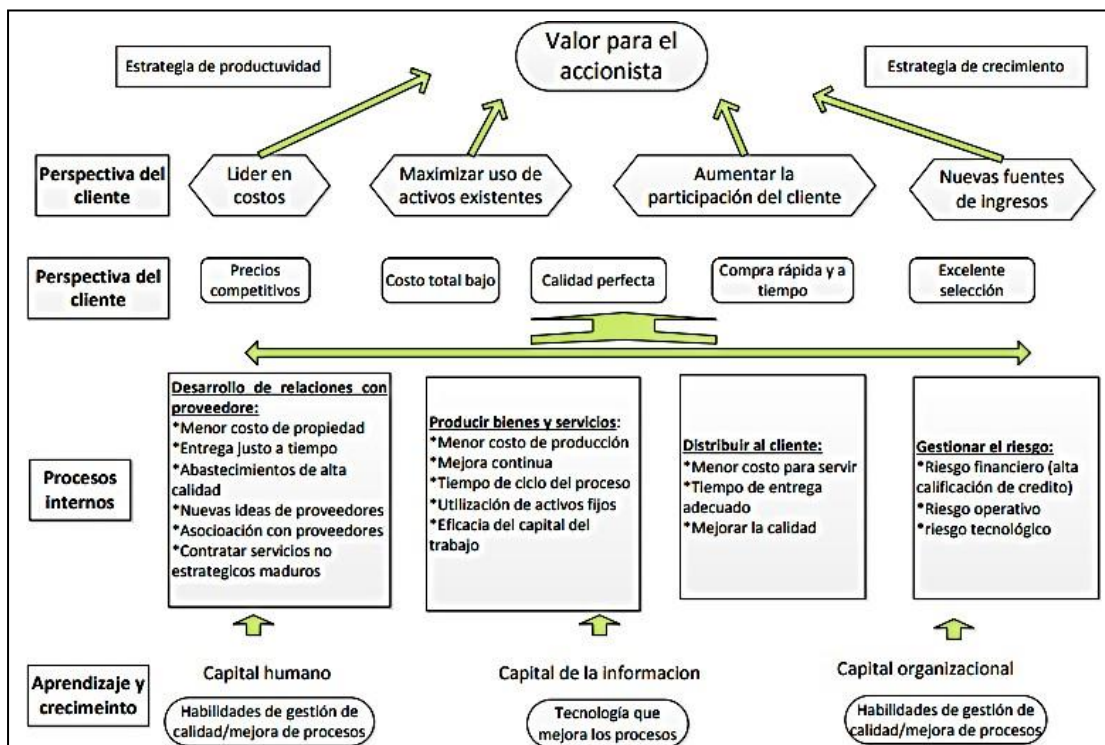 Valor para el
accionista
Estrategia de productuvidad
Estrategia de crecimiento
Perspectiva del
cliente
Lider en
costos
Maximizar uso de
activos existentes
Aumentar la
participación del cliente
Nuevas fuentes
de ingresos
Perspectiva del
cliente
Precios
competitivos
Costo total bajo
Calidad perfecta
Compra rápida y a
tiempo
Excelente
selección
Procesos
internos
Desarrollo de relaciones con
proveedore:
*Menor costo de propiedad
*Entrega justo a tiempo
*Abastecimientos de alta
calidad
*Nuevas ideas de proveedores
*Asocioación con proveedores
*Contratar servicios no
estrategicos maduros
Producir bienes y servicios:
*Menor costo de producción
*Mejora continua
*Tiempo de ciclo del proceso
*Utilización de activos fijos
*Eficacia del capital del
trabajo
Distribuir al cliente:
*Menor costo para servir
*Tiempo de entrega
adecuado
*Mejorar la calidad
Gestionar el riesgo:
*Riesgo financiero (alta
calificación de credito)
*Riesgo operativo
*riesgo tecnológico
Aprendizaje y
crecimeinto
Capital humano
Habilidades de gestión de
calidad/mejora de procesos
Capital de la informacion
Tecnología que
mejora los procesos
Capital organizacional
Habilidades de gestión de
calidad/mejora de procesos